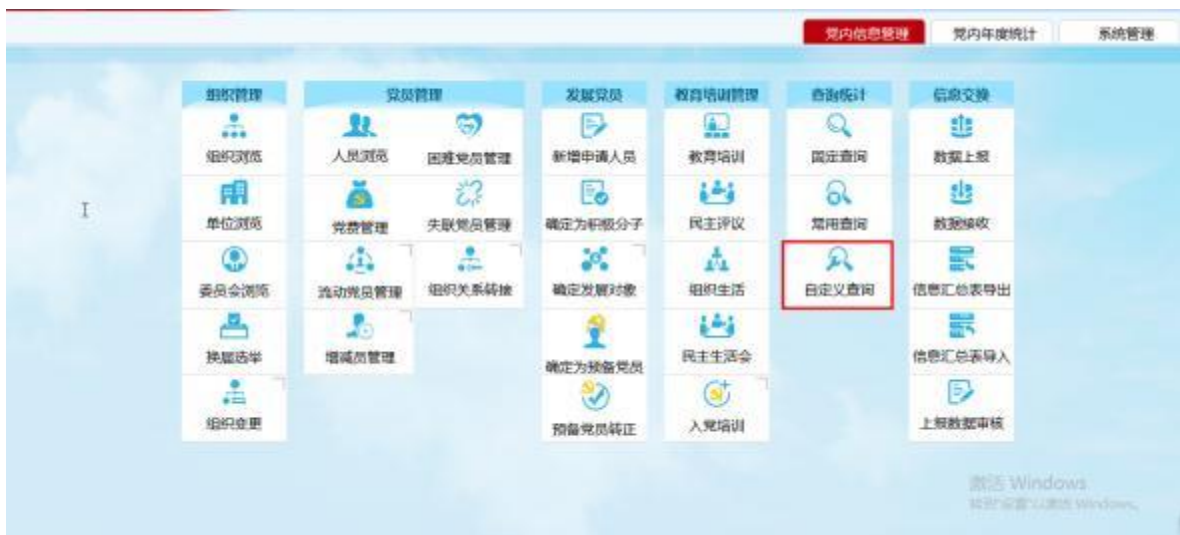 党内信息管理 党内年度统计 系统管理
组织管理 党员管理 发展党员 教育培训管理 查询统计 信息交换
组织浏览 人员浏览 困难党员管理 新增申请人员 教育培训 固定查询 数据上报
单位浏览 党费管理 失联党员管理 确定为积极分子 民主评议 常用查询 数据接收
委员会浏览 流动党员管理 组织关系转接 确定发展对象 组织生活 自定义查询 信息汇总表导出
换届选举 增减员管理 确定为预备党员 民主生活会 信息汇总表导入
组织变更 预备党员转正 入党培训 上报数据审核
激活 Windows
转到"设置"以激活 Windows。